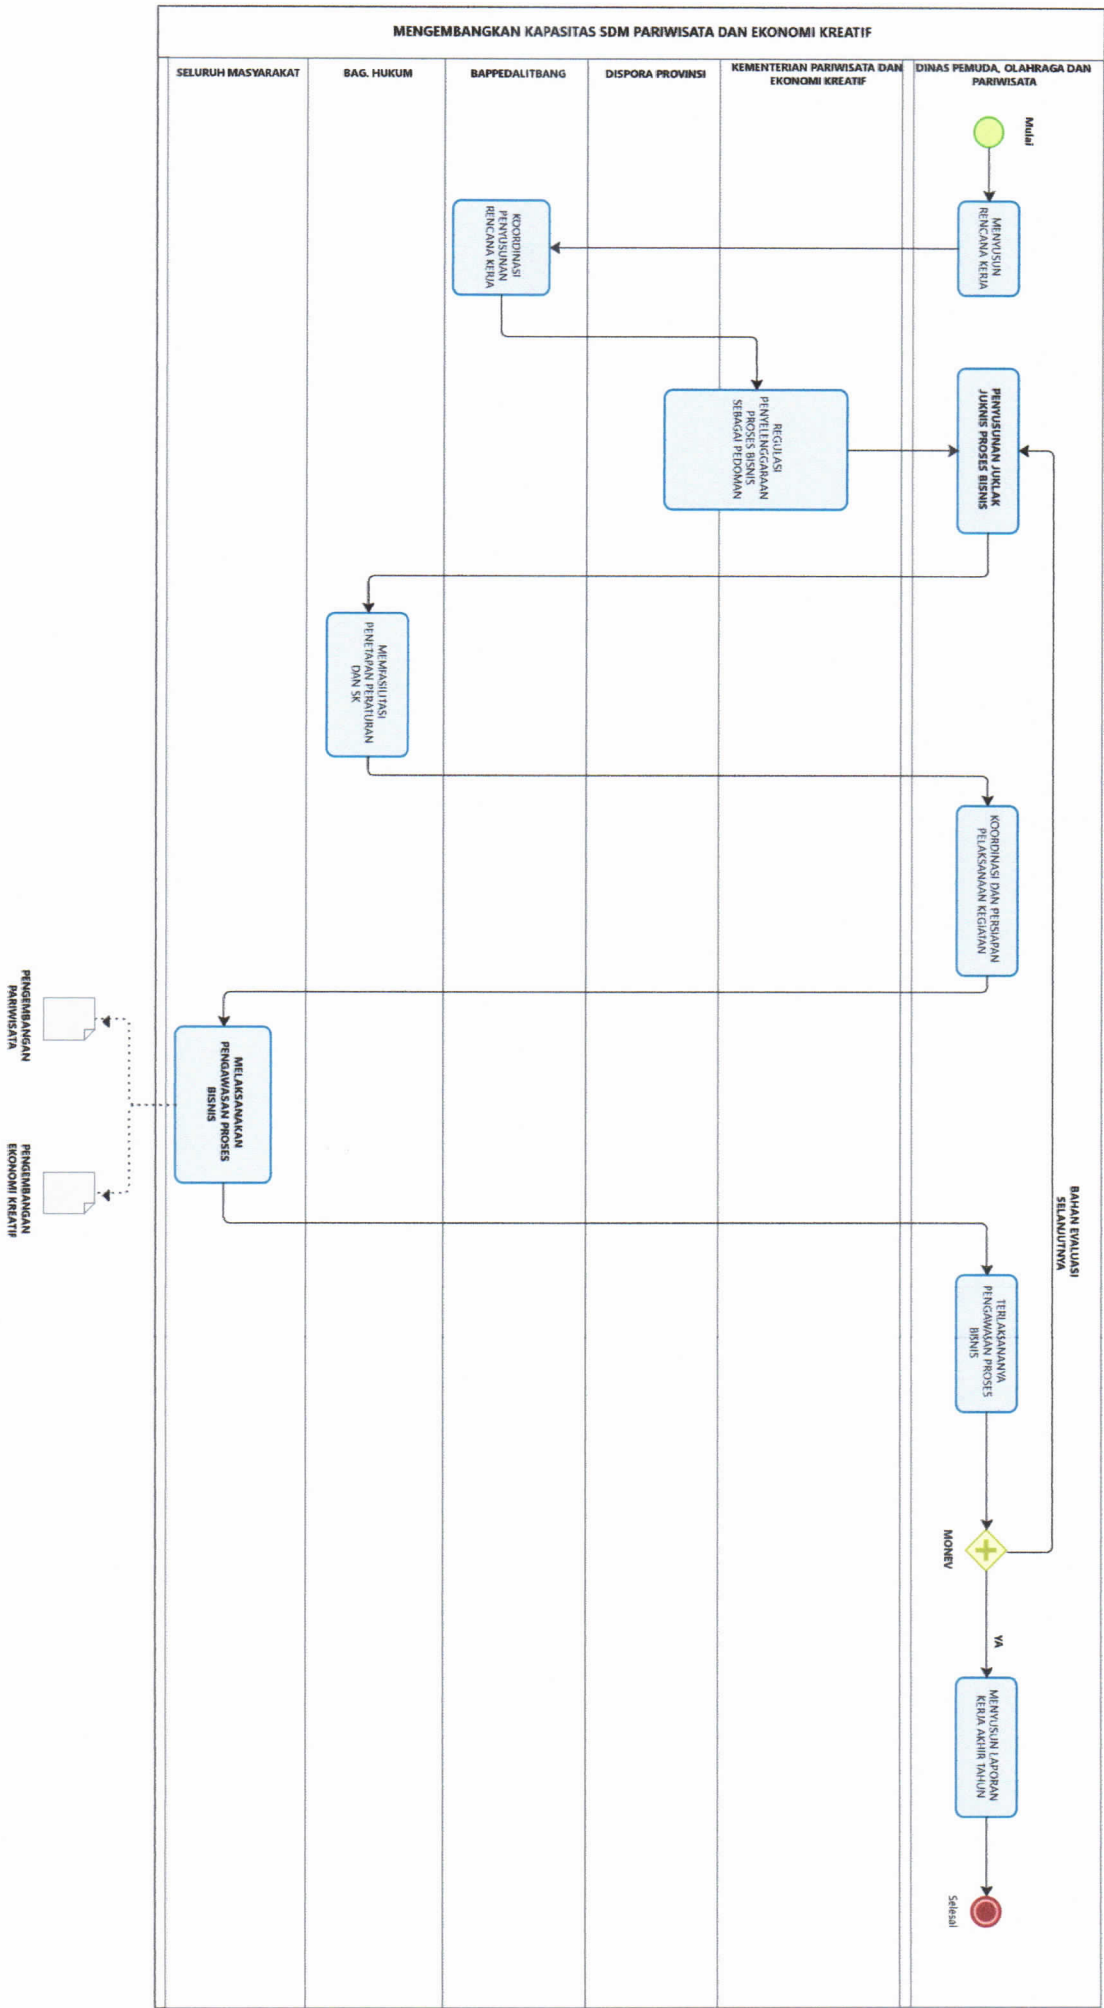 MENGEMBANGKAN KAPASITAS SDM PARIWISATA DAN EKONOMI KREATIF
SELURUH MASYARAKAT
BAG. HUKUM
BAPPEDALITBANG
DISPORA PROVINSI
KEMENTERIAN PARIWISATA DAN
EKONOMI KREATIF
DINAS PEMUDA, OLAHRAGA DAN
PARIWISATA
Mulai
MENYUSUN
RENCANA KERJA
KOORDINASI
PENYUSUNAN
RENCANA KERJA
REGULASI
PENYELENGGARAAN
PROSES BISNIS
SEBAGAI PEDOMAN
PENYUSUNAN JUKLAK
JUKNIS PROSES BISNIS
MEMFASILITASI
PENETAPAN PERATURAN
DAN SK
KOORDINASI DAN PERSIAPAN
PELAKSANAAN KEGIATAN
MELAKSANAKAN
PENGAWASAN PROSES
BISNIS
PENGEMBANGAN
PARIWISATA
PENGEMBANGAN
EKONOMI KREATIF
BAHAN EVALUASI
SELANJUTNYA
TERLAKSANANYA
PENGAWASAN PROSES
BISNIS
MONEV
YA
MENYUSUN LAPORAN
KERJA AKHIR TAHUN
Selesai